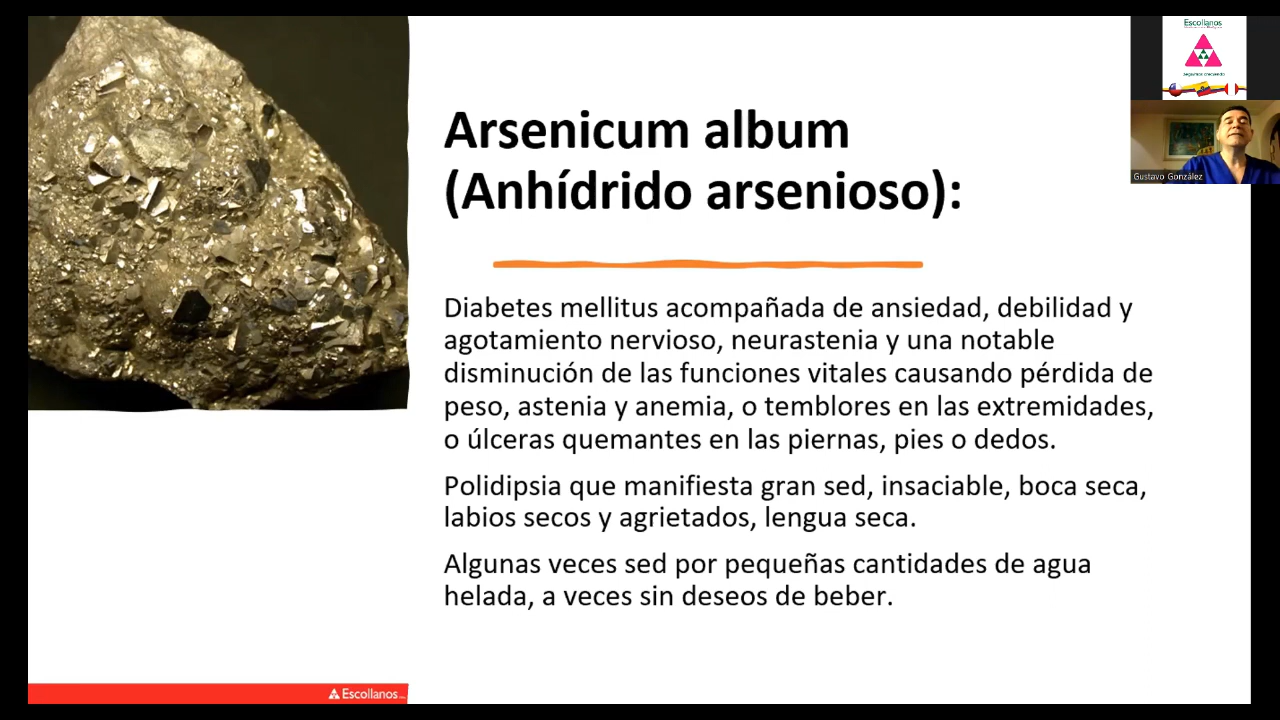 Arsenicum album
(Anhídrido arsenioso):
Diabetes mellitus acompañada de ansiedad, debilidad y
agotamiento nervioso, neurastenia y una notable
disminución de las funciones vitales causando pérdida de
peso, astenia y anemia, o temblores en las extremidades,
o úlceras quemantes en las piernas, pies o dedos.
Polidipsia que manifiesta gran sed, insaciable, boca seca,
labios secos y agrietados, lengua seca.
Algunas veces sed por pequeñas cantidades de agua
helada, a veces sin deseos de beber.
Escollanos
Escollanos
Gustavo González